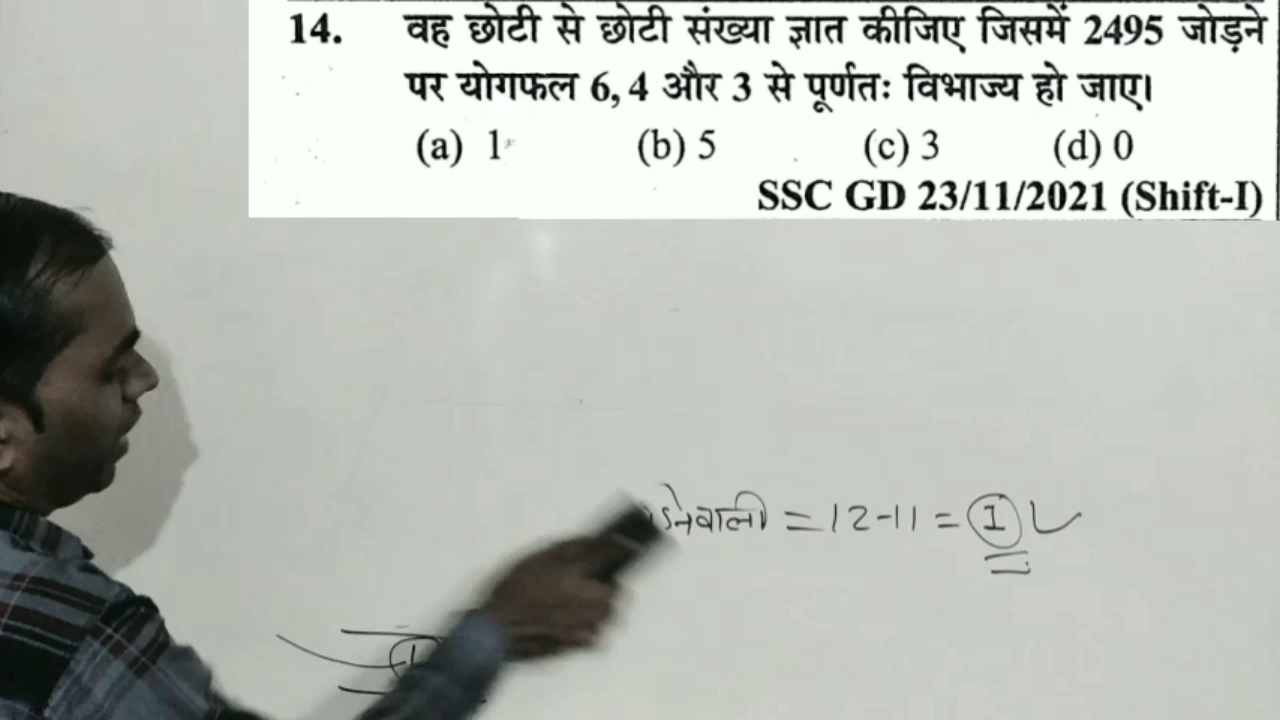 14. वह छोटी से छोटी संख्या ज्ञात कीजिए जिसमें 2495 जोड़ने
पर योगफल 6, 4 और 3 से पूर्णतः विभाज्य हो जाए।
(a) 1 (b) 5 (c) 3 (d) 0
SSC GD 23/11/2021 (Shift-I)
= 12-11 = 1